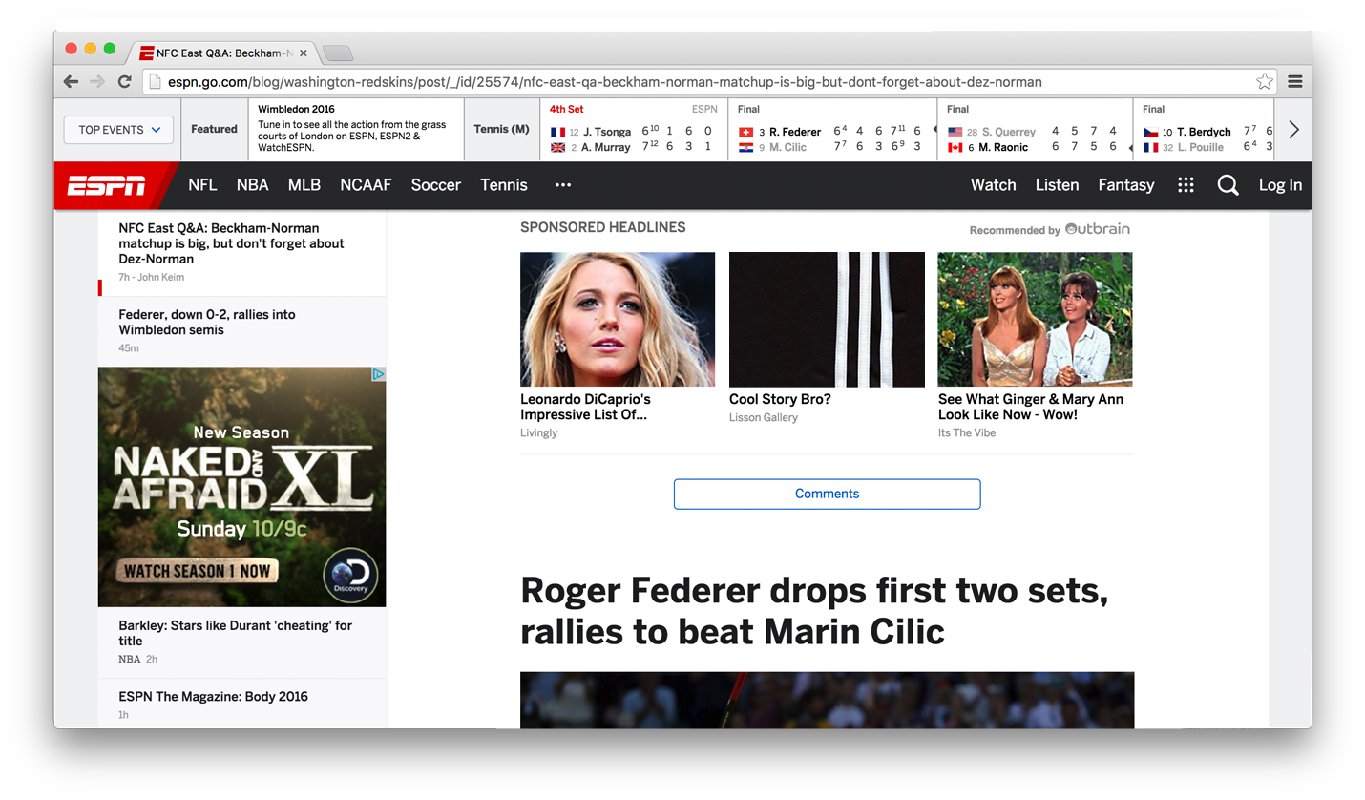 NFC East Q&A: Beckham-N
espn.go.com/blog/washington-redskins/post/_/id/25574/nfc-east-qa-beckham-norman-matchup-is-big-but-dont-forget-about-dez-norman
TOP EVENTS
Featured
Wimbledon 2016
Tune in to see all the action from the grass
courts of London on ESPN, ESPN2 &
WatchESPN.
Tennis (M)
4th Set ESPN
12 J. Tsonga 6 10 1 6 0
2 A. Murray 7 12 6 3 1
Final
3 R. Federer 6 4 4 6 7 11 6
9 M. Cilic 7 7 6 3 6 9 3
Final
28 S. Querrey 4 5 7 4
6 M. Raonic 6 7 5 6
Final
10 T. Berdych 7 7 6
32 L. Pouille 6 4 3
ESPN NFL NBA MLB NCAAF Soccer Tennis ••• Watch Listen Fantasy Log In
NFC East Q&A: Beckham-Norman
matchup is big, but don't forget about
Dez-Norman
7h - John Keim
Federer, down 0-2, rallies into
Wimbledon semis
45m
New Season
NAKED AND
AFRAID XL
Sunday 10/9c
WATCH SEASON 1 NOW
Discovery
Barkley: Stars like Durant 'cheating' for
title
NBA 2h
ESPN The Magazine: Body 2016
1h
SPONSORED HEADLINES
Recommended by Outbrain
Leonardo DiCaprio's
Impressive List Of...
Livingly
Cool Story Bro?
Lisson Gallery
See What Ginger & Mary Ann
Look Like Now - Wow!
Its The Vibe
Comments
Roger Federer drops first two sets,
rallies to beat Marin Cilic